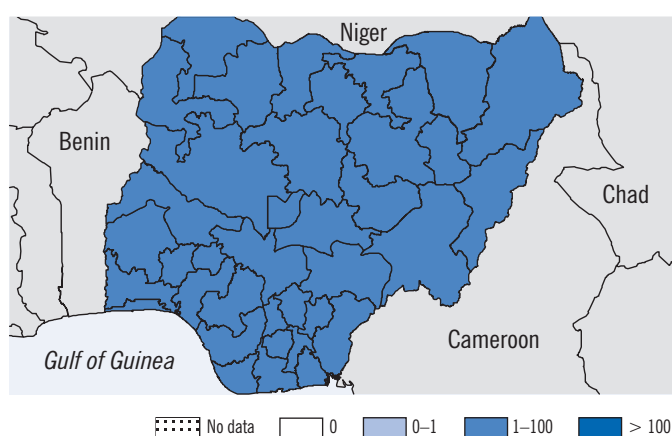 Niger
Benin
Chad
Cameroon
Gulf of Guinea
No data 0 0–1 1–100 > 100